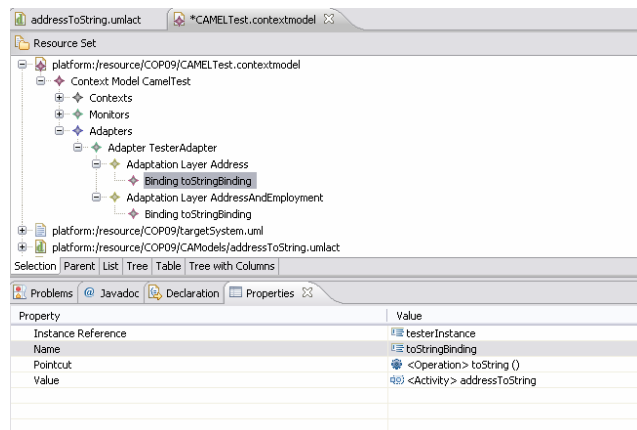 addressToString.umlact *CAMELTest.contextmodel
Resource Set
platform:/resource/COP09/CAMELTest.contextmodel
Context Model CamelTest
Contexts
Monitors
Adapters
Adapter TesterAdapter
Adaptation Layer Address
Binding toStringBinding
Adaptation Layer AddressAndEmployment
Binding toStringBinding
platform:/resource/COP09/targetSystem.uml
platform:/resource/COP09/CAModels/addressToString.umlact
Selection Parent List Tree Table Tree with Columns
Problems @ Javadoc Declaration Properties
Property Value
Instance Reference testerInstance
Name toStringBinding
Pointcut <Operation> toString ()
Value <Activity> addressToString